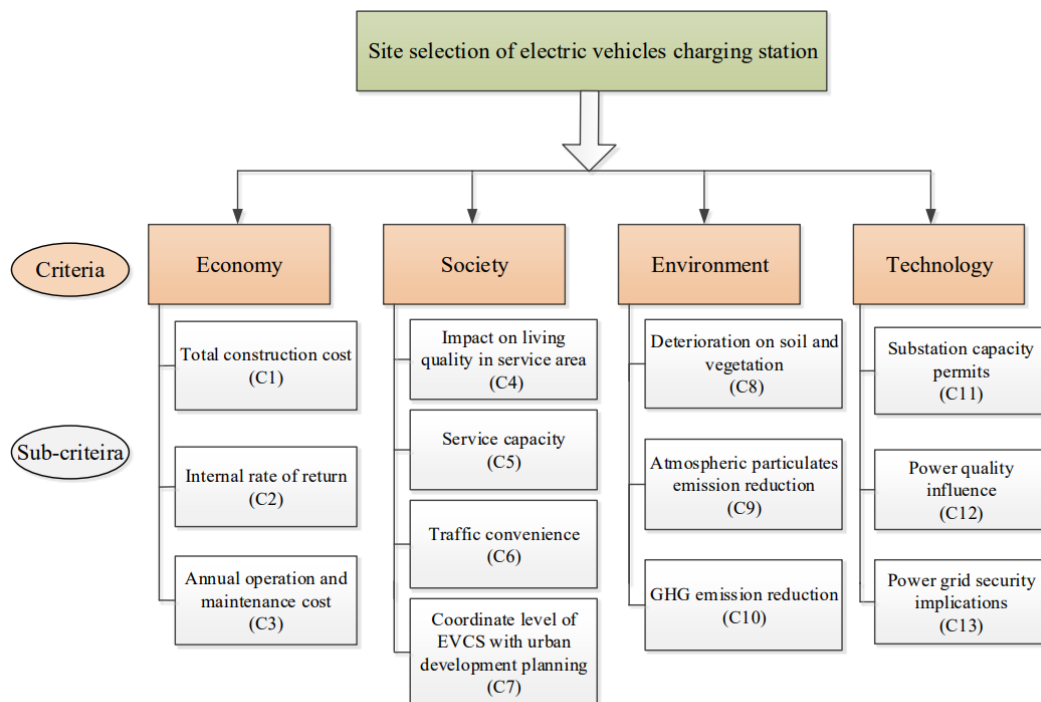 Site selection of electric vehicles charging station
Criteria
Economy
Society
Environment
Technology
Sub-criteira
Total construction cost
(C1)
Internal rate of return
(C2)
Annual operation and
maintenance cost
(C3)
Impact on living
quality in service area
(C4)
Service capacity
(C5)
Traffic convenience
(C6)
Coordinate level of
EVCS with urban
development planning
(C7)
Deterioration on soil and
vegetation
(C8)
Atmospheric particulates
emission reduction
(C9)
GHG emission reduction
(C10)
Substation capacity
permits
(C11)
Power quality
influence
(C12)
Power grid security
implications
(C13)